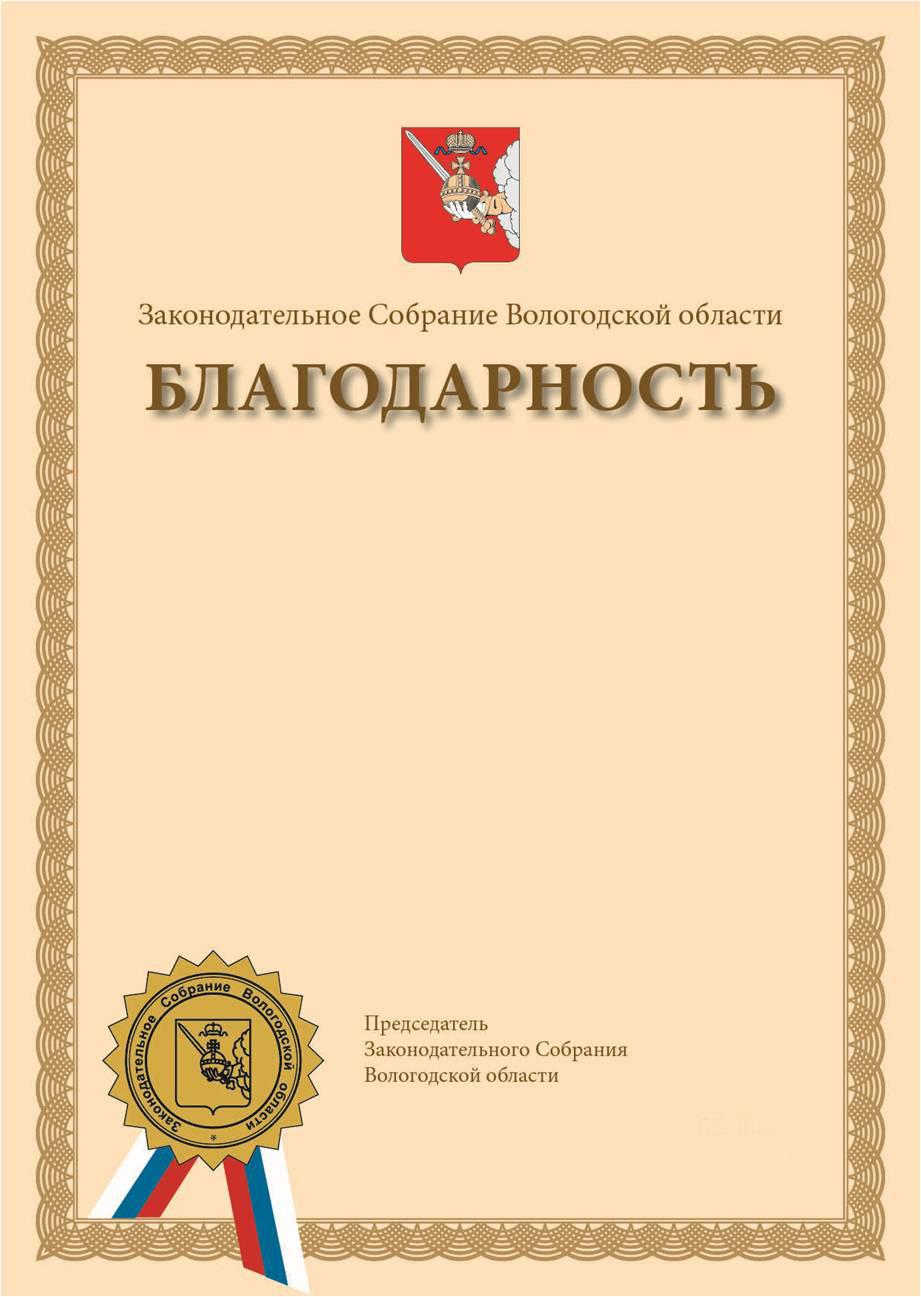 Законодательное Собрание Вологодской области
БЛАГОДАРНОСТЬ
Законодательное Собрание Вологодской области
*
Председатель
Законодательного Собрания
Вологодской области